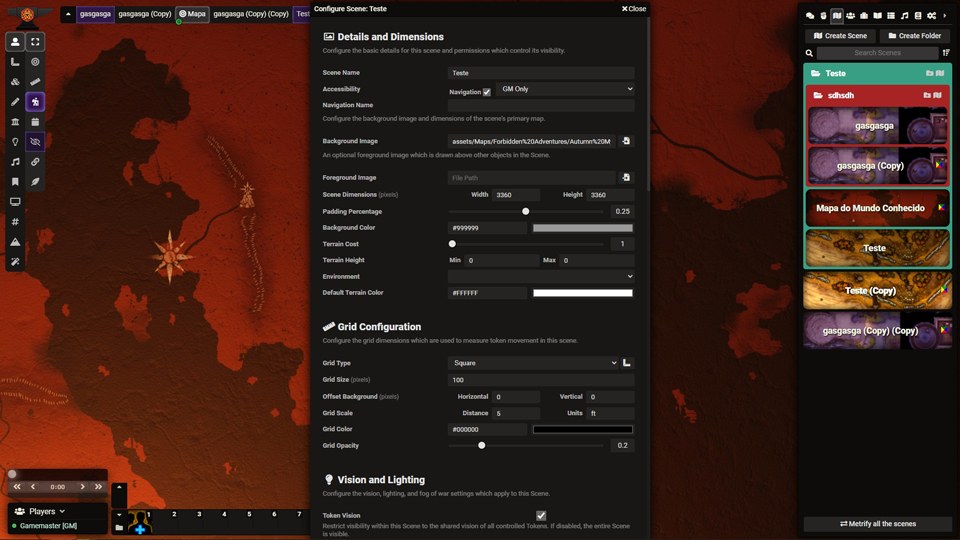 gasgasga
gasgasga (Copy)
Mapa
gasgasga (Copy) (Copy)
Configure Scene: Teste
Close
Details and Dimensions
Configure the basic details for this scene and permissions which control its visibility.
Scene Name
Teste
Accessibility
Navigation
GM Only
Navigation Name
Configure the background image and dimensions of the scene's primary map.
Background Image
assets/Maps/Forbidden%20Adventures/Autumn%20M
An optional foreground image which is drawn above other objects in the Scene.
Foreground Image
File Path
Scene Dimensions (pixels)
Width
3360
Height
3360
Padding Percentage
0.25
Background Color
#999999
Terrain Cost
1
Terrain Height
Min
0
Max
0
Environment
Default Terrain Color
#FFFFFF
Grid Configuration
Configure the grid dimensions which are used to measure token movement in this scene.
Grid Type
Square
Grid Size (pixels)
100
Offset Background (pixels)
Horizontal
0
Vertical
0
Grid Scale
Distance
5
Units
ft
Grid Color
#000000
Grid Opacity
0.2
Vision and Lighting
Configure the vision, lighting, and fog of war settings which apply to this Scene.
Token Vision
Restrict visibility within this Scene to the shared vision of all controlled Tokens. If disabled, the entire Scene
is visible.
Create Scene
Create Folder
Search Scenes
Teste
sdhsdh
gasgasga
gasgasga (Copy)
Mapa do Mundo Conhecido
Teste
Teste (Copy)
gasgasga (Copy) (Copy)
Metrify all the scenes
0:00
Players
Gamemaster [GM]
1
2
3
4
5
6
7